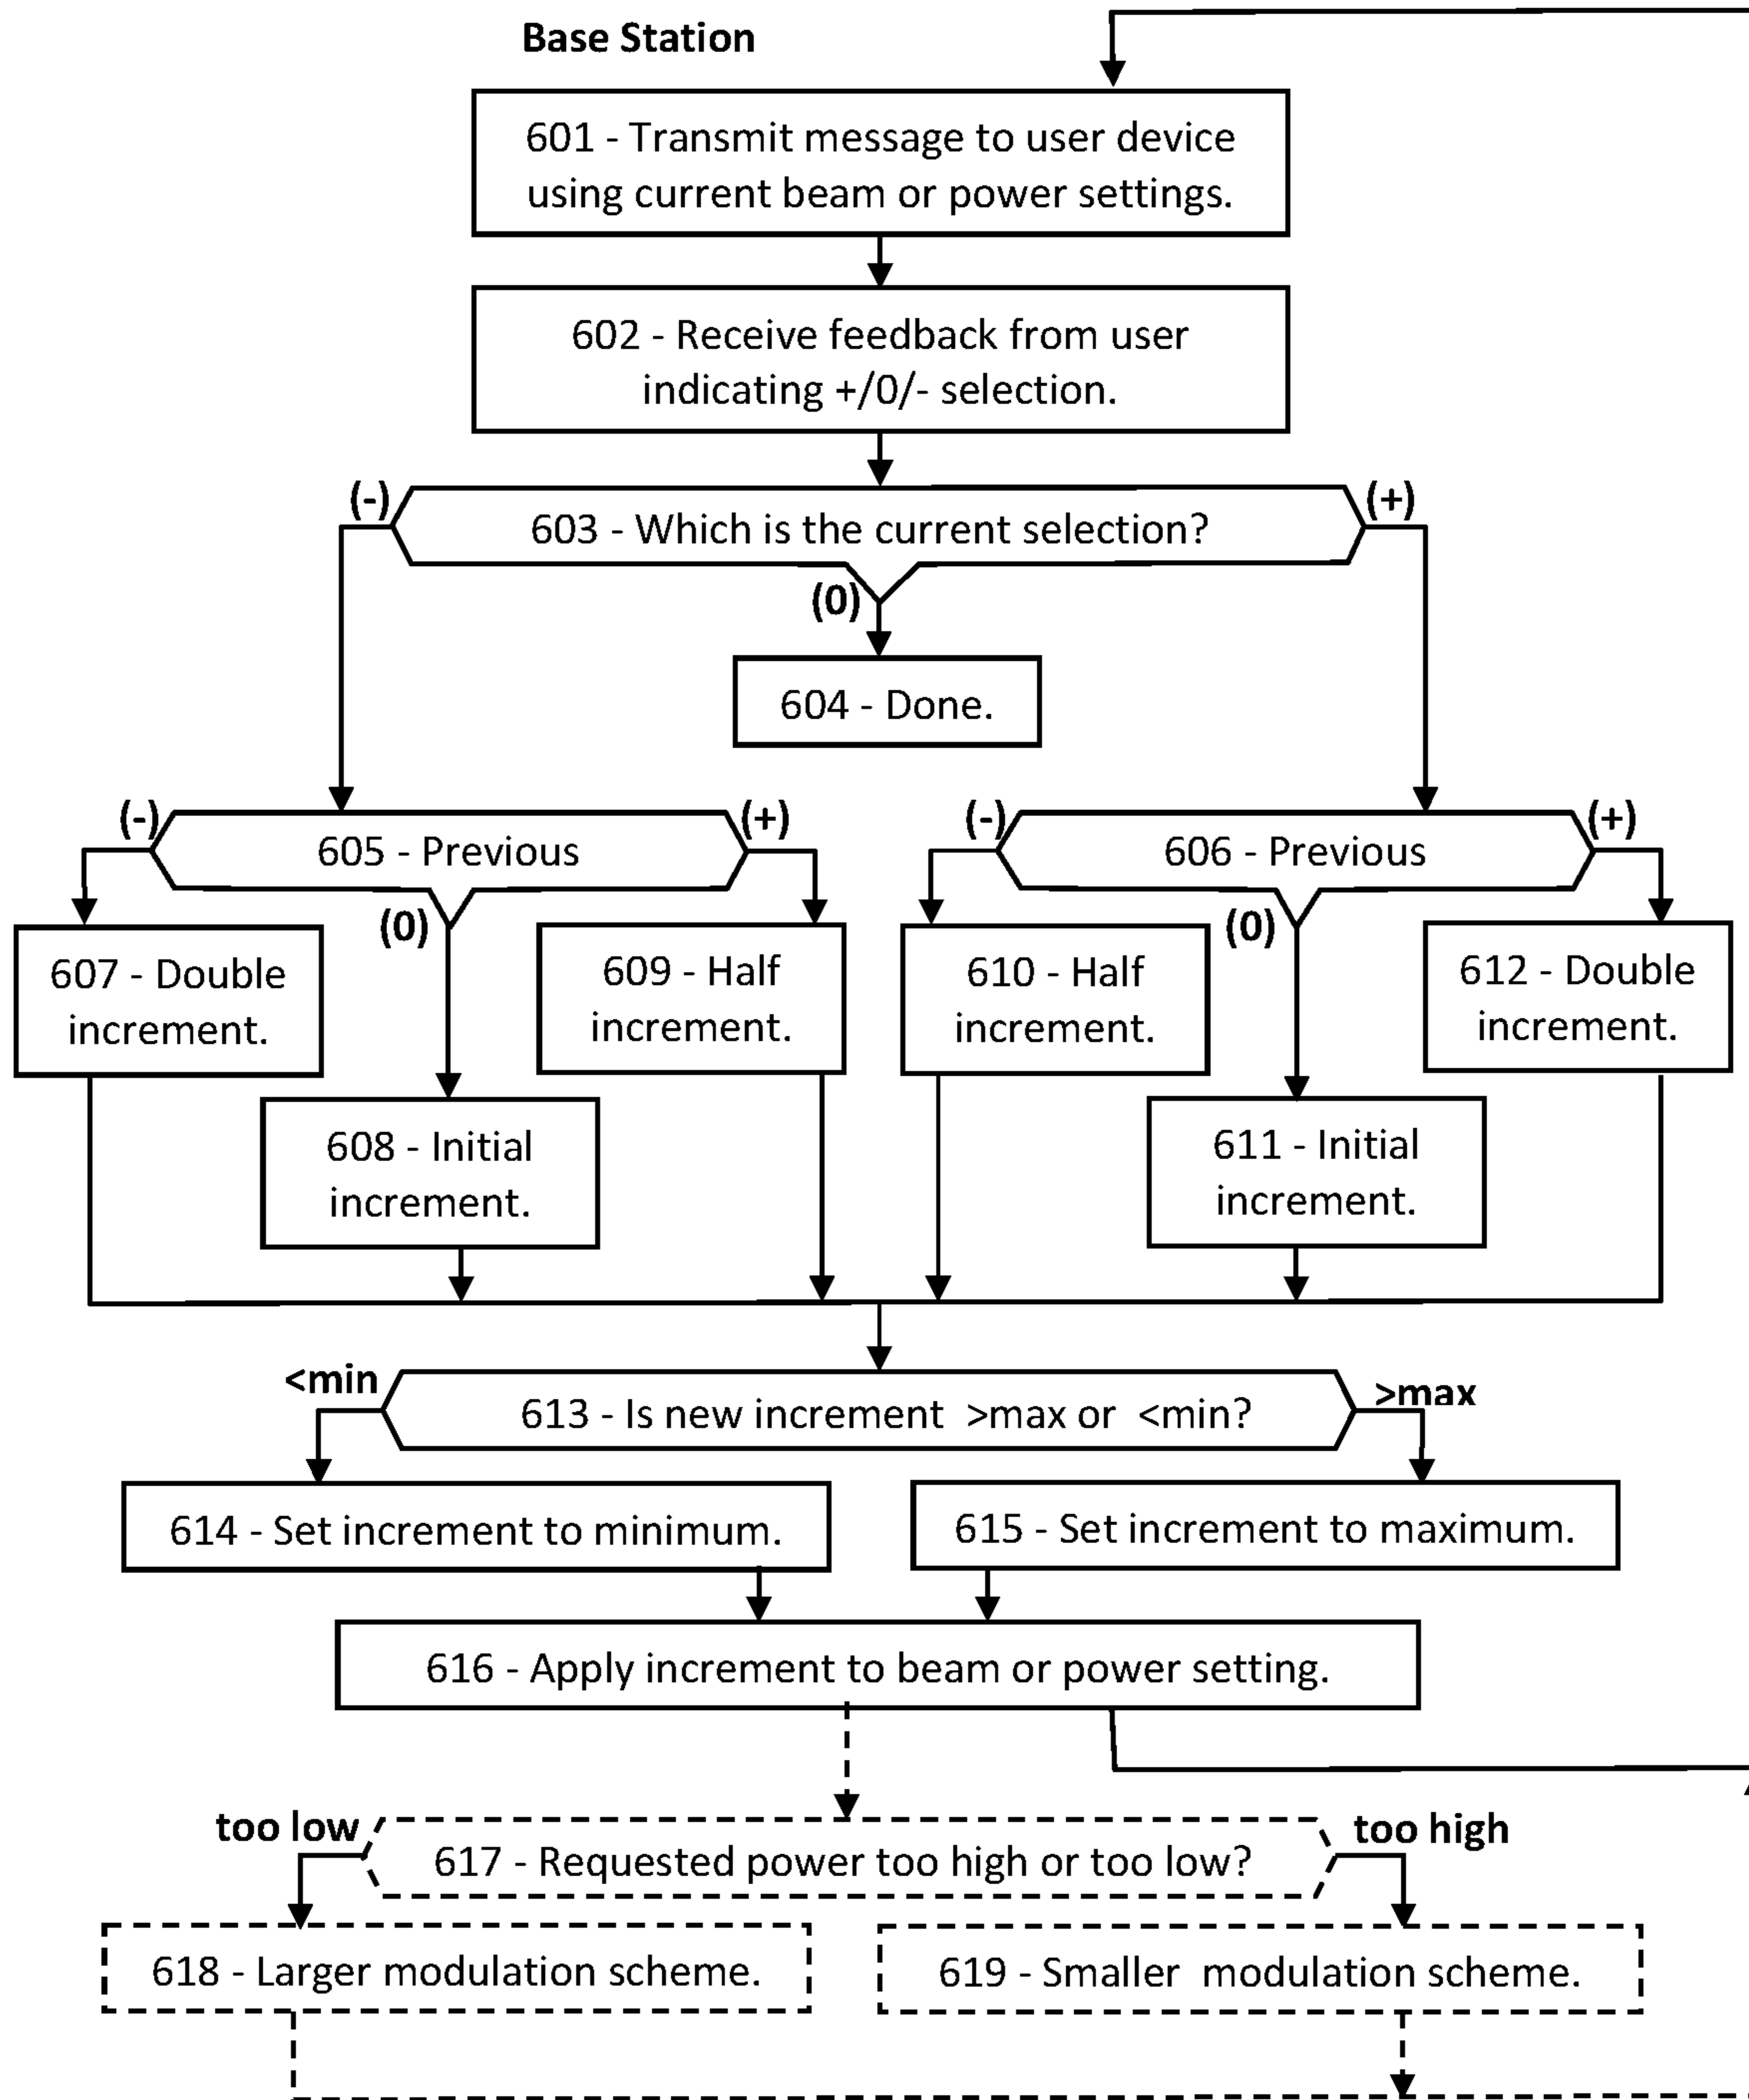 Base Station
601 - Transmit message to user device
using current beam or power settings.
602 - Receive feedback from user
indicating +/0/- selection.
(-)
603 - Which is the current selection?
(+)
(0)
604 - Done.
(-)
605 - Previous
(+)
(0)
(-)
606 - Previous
(+)
(0)
607 - Double
increment.
609 - Half
increment.
610 - Half
increment.
612 - Double
increment.
608 - Initial
increment.
611 - Initial
increment.
<min
613 - Is new increment  >max or  <min?
>max
614 - Set increment to minimum.
615 - Set increment to maximum.
616 - Apply increment to beam or power setting.
too low
617 - Requested power too high or too low?
too high
618 - Larger modulation scheme.
619 - Smaller  modulation scheme.